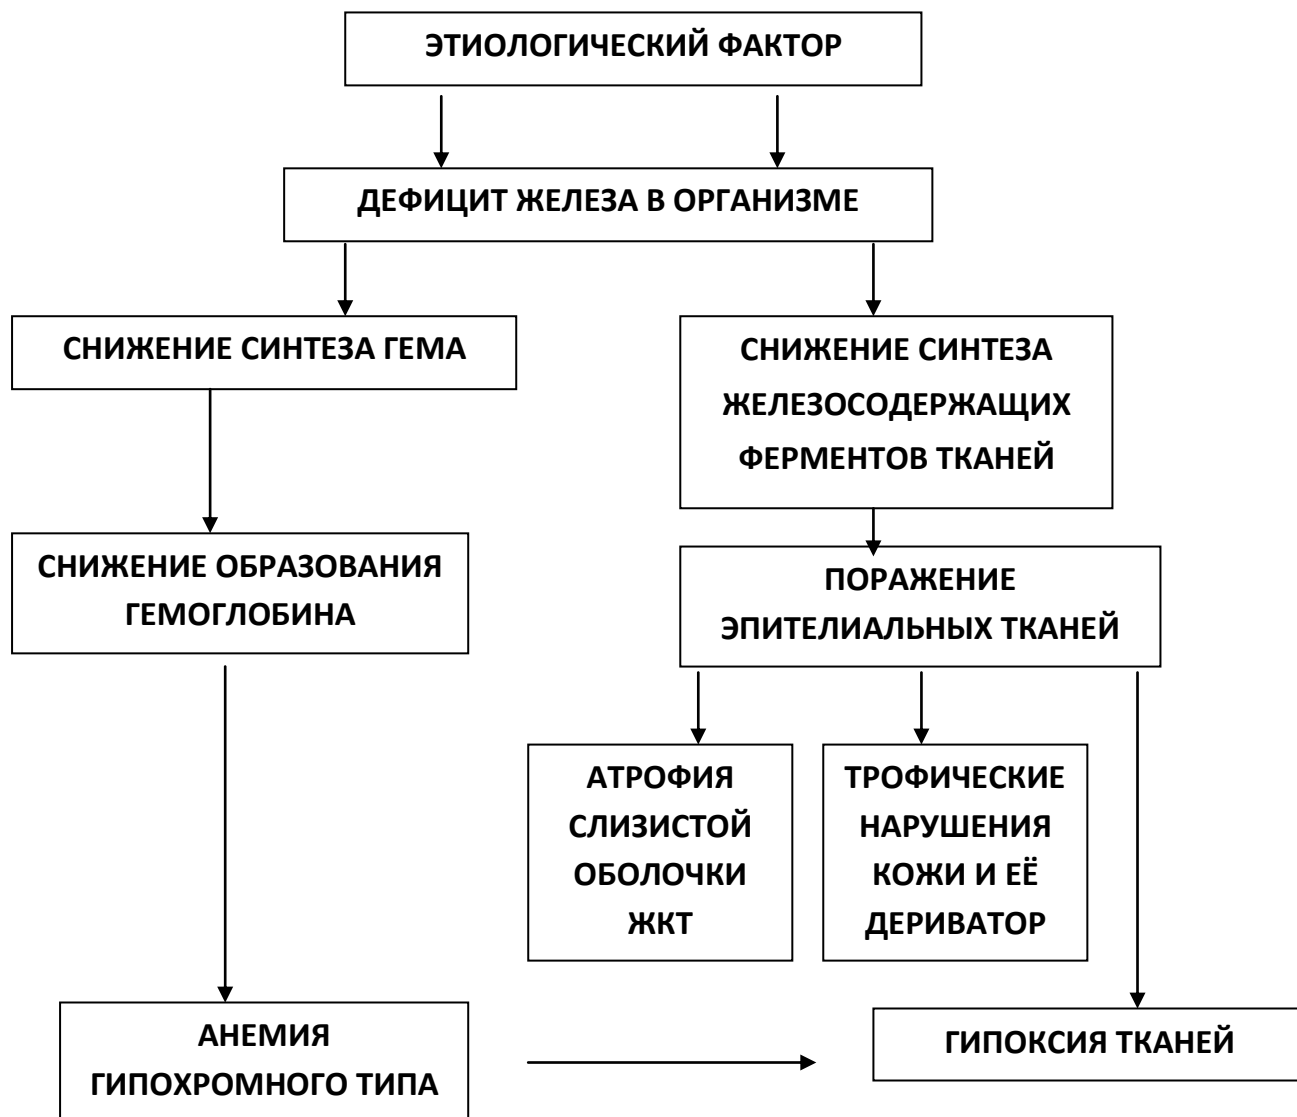 ЭТИОЛОГИЧЕСКИЙ ФАКТОР
ДЕФИЦИТ ЖЕЛЕЗА В ОРГАНИЗМЕ
СНИЖЕНИЕ СИНТЕЗА ГЕМА
СНИЖЕНИЕ СИНТЕЗА
ЖЕЛЕЗОСОДЕРЖАЩИХ
ФЕРМЕНТОВ ТКАНЕЙ
СНИЖЕНИЕ ОБРАЗОВАНИЯ
ГЕМОГЛОБИНА
ПОРАЖЕНИЕ
ЭПИТЕЛИАЛЬНЫХ ТКАНЕЙ
АТРОФИЯ
СЛИЗИСТОЙ
ОБОЛОЧКИ
ЖКТ
ТРОФИЧЕСКИЕ
НАРУШЕНИЯ
КОЖИ И ЕЁ
ДЕРИВАТОР
АНЕМИЯ
ГИПОХРОМНОГО ТИПА
ГИПОКСИЯ ТКАНЕЙ